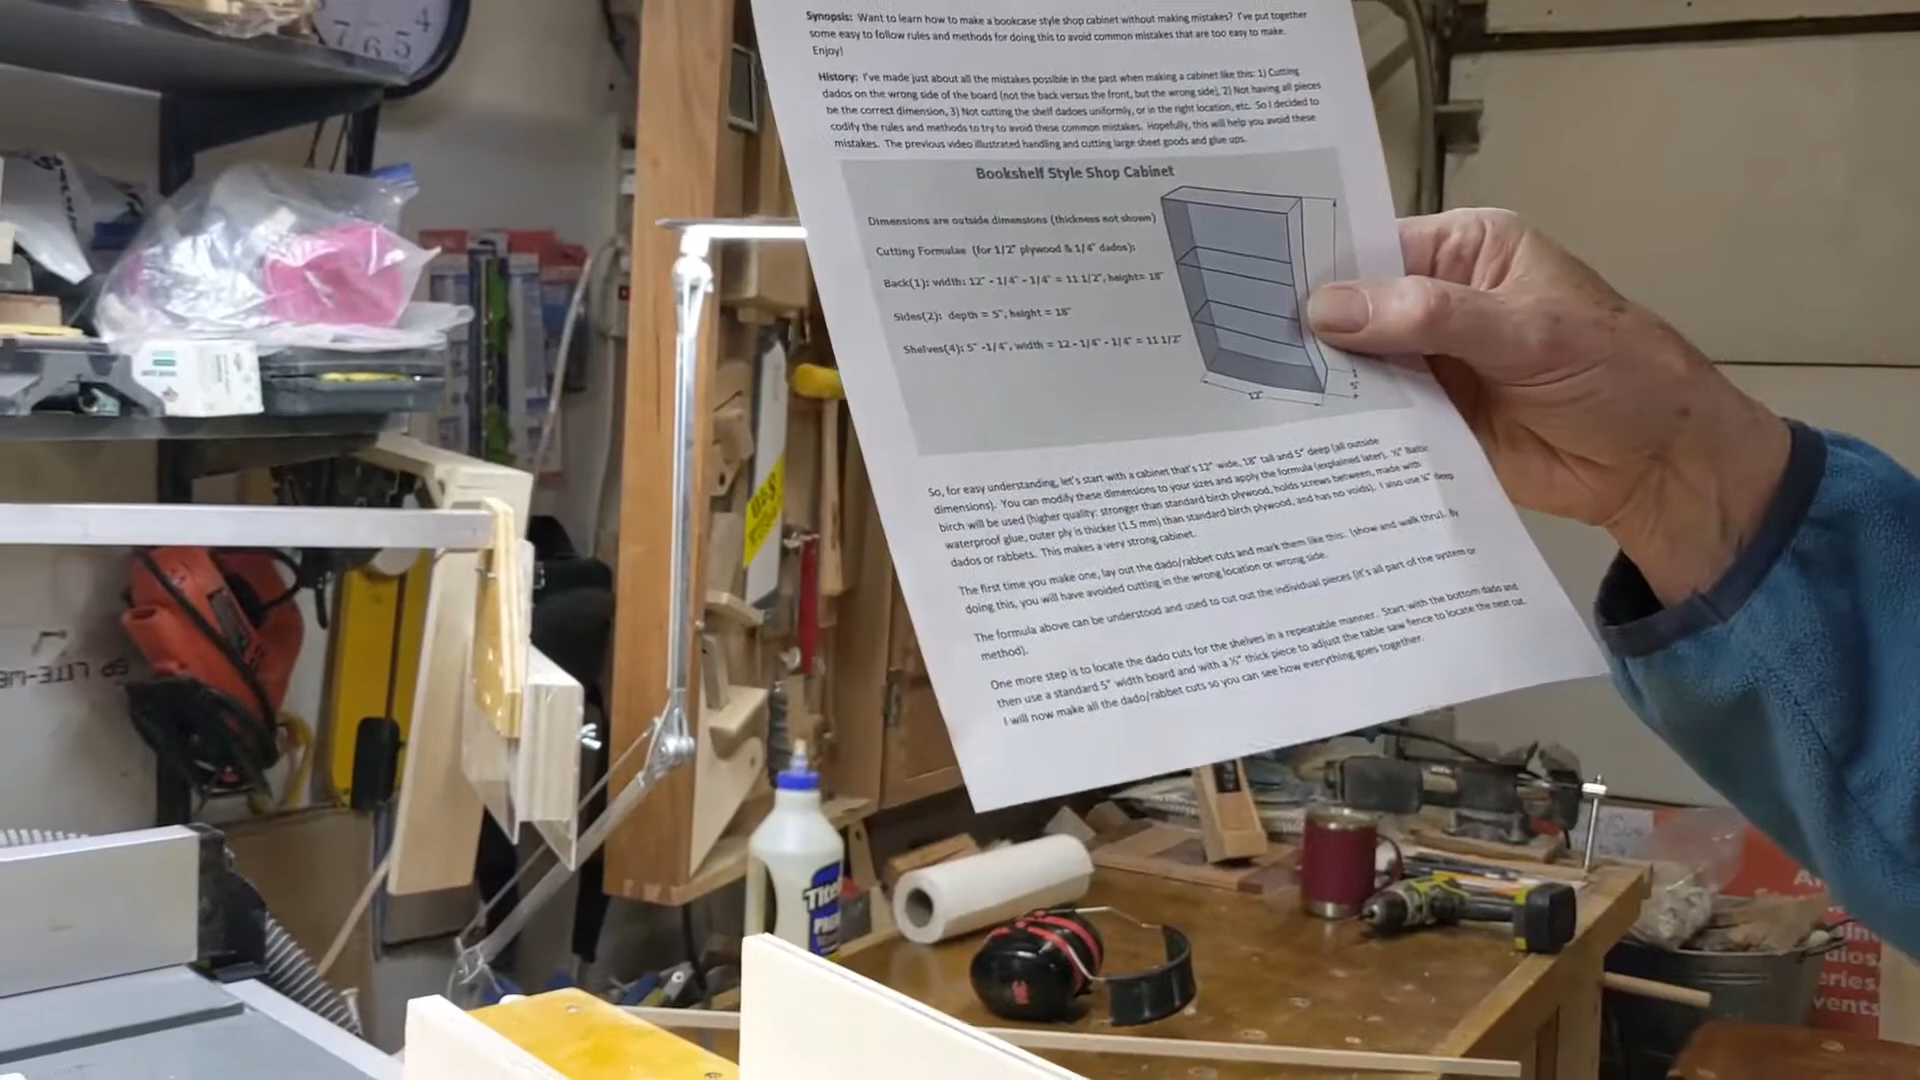 4
7 6 5
Synopsis: Want to learn how to make a bookcase style shop cabinet without making mistakes? I've put together
some easy to follow rules and methods for doing this to avoid common mistakes that are too easy to make.
Enjoy!
History: I've made just about all the mistakes possible in the past when making a cabinet like this: 1) Cutting
dados on the wrong side of the board (not the back versus the front, but the wrong side), 2) Not having all pieces
be the correct dimension, 3) Not cutting the shelf dadoes uniformly, or in the right location, etc. So I decided to
codify the rules and methods to try to avoid these common mistakes. Hopefully, this will help you avoid these
mistakes. The previous video illustrated handling and cutting large sheet goods and glue ups.
Bookshelf Style Shop Cabinet
Dimensions are outside dimensions (thickness not shown)
Cutting Formulae (for 1/2" plywood & 1/4" dados):
Back(1): width: 12" - 1/4" - 1/4" = 11 1/2", height= 18"
Sides(2): depth = 5", height = 18"
Shelves(4): 5" -1/4", width = 12 - 1/4" - 1/4" = 11 1/2"
5"
12"
So, for easy understanding, let's start with a cabinet that's 12" wide, 18" tall and 5" deep (all outside
dimensions). You can modify these dimensions to your sizes and apply the formula (explained later). ½" Baltic
birch will be used (higher quality: stronger than standard birch plywood, holds screws between, made with
waterproof glue, outer ply is thicker (1.5 mm) than standard birch plywood, and has no voids). I also use ¼" deep
dados or rabbets. This makes a very strong cabinet.
The first time you make one, lay out the dado/rabbet cuts and mark them like this: (show and walk thru). By
doing this, you will have avoided cutting in the wrong location or wrong side.
The formula above can be understood and used to cut out the individual pieces (it's all part of the system or
method).
One more step is to locate the dado cuts for the shelves in a repeatable manner. Start with the bottom dado and
then use a standard 5" width board and with a ½" thick piece to adjust the table saw fence to locate the next cut.
I will now make all the dado/rabbet cuts so you can see how everything goes together.
3M